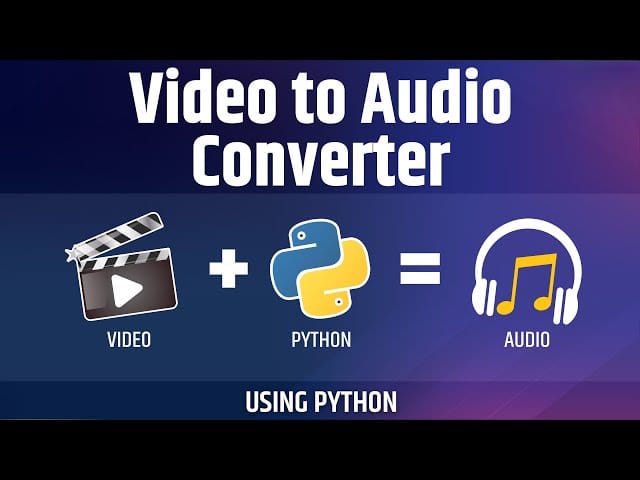 Video to Audio
Converter
VIDEO
PYTHON
AUDIO
USING PYTHON